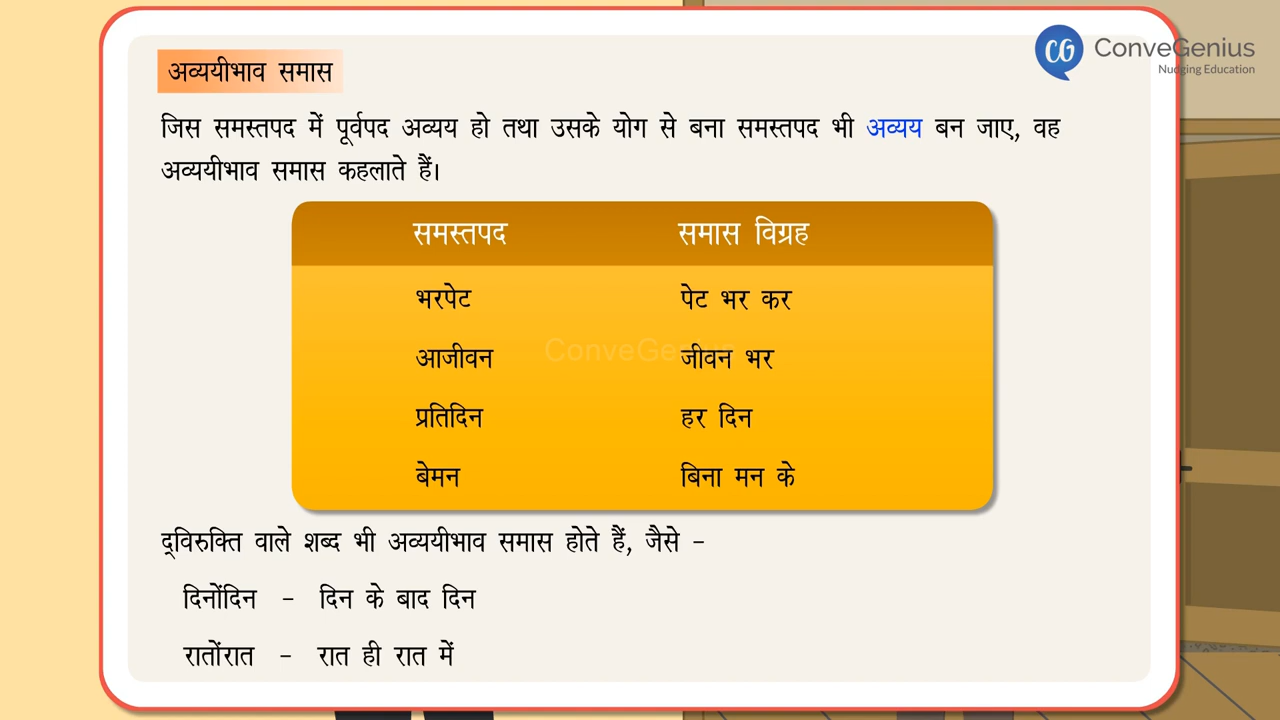 ConveGenius
Nudging Education
अव्ययीभाव समास
जिस समस्तपद में पूर्वपद अव्यय हो तथा उसके योग से बना समस्तपद भी अव्यय बन जाए, वह
अव्ययीभाव समास कहलाते हैं।
समस्तपद समास विग्रह
भरपेट पेट भर कर
ConveGenius
आजीवन जीवन भर
प्रतिदिन हर दिन
बेमन बिना मन के
द्‌विरुक्ति वाले शब्द भी अव्ययीभाव समास होते हैं, जैसे -
दिनोंदिन - दिन के बाद दिन
रातोंरात - रात ही रात में